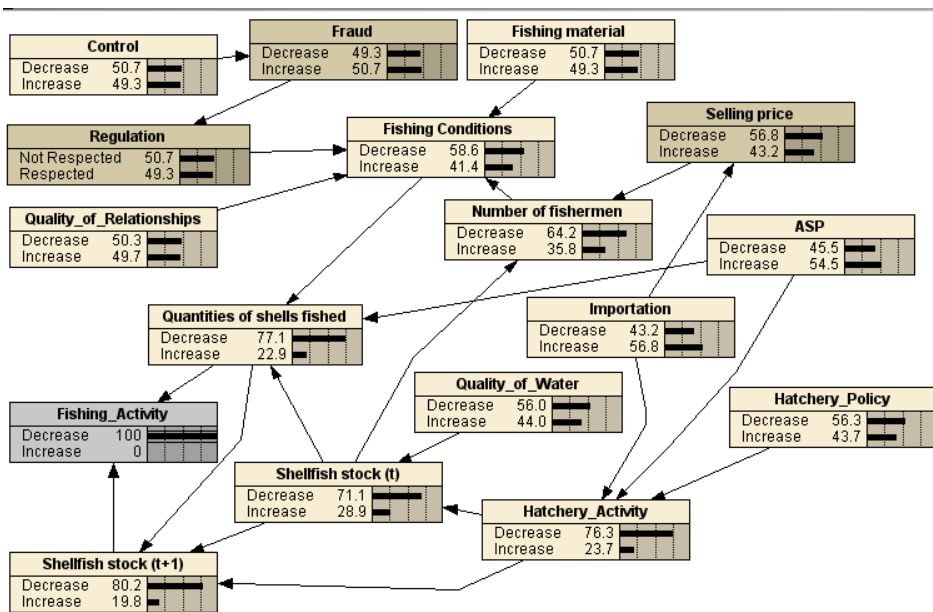 Control
Decrease 50.7
Increase 49.3
Fraud
Decrease 49.3
Increase 50.7
Fishing material
Decrease 50.7
Increase 49.3
Regulation
Not Respected 50.7
Respected 49.3
Fishing Conditions
Decrease 58.6
Increase 41.4
Selling price
Decrease 56.8
Increase 43.2
Quality_of_Relationships
Decrease 50.3
Increase 49.7
Number of fishermen
Decrease 64.2
Increase 35.8
ASP
Decrease 45.5
Increase 54.5
Quantities of shells fished
Decrease 77.1
Increase 22.9
Importation
Decrease 43.2
Increase 56.8
Fishing_Activity
Decrease 100
Increase 0
Quality_of_Water
Decrease 56.0
Increase 44.0
Hatchery_Policy
Decrease 56.3
Increase 43.7
Shellfish stock (t)
Decrease 71.1
Increase 28.9
Hatchery_Activity
Decrease 76.3
Increase 23.7
Shellfish stock (t+1)
Decrease 80.2
Increase 19.8